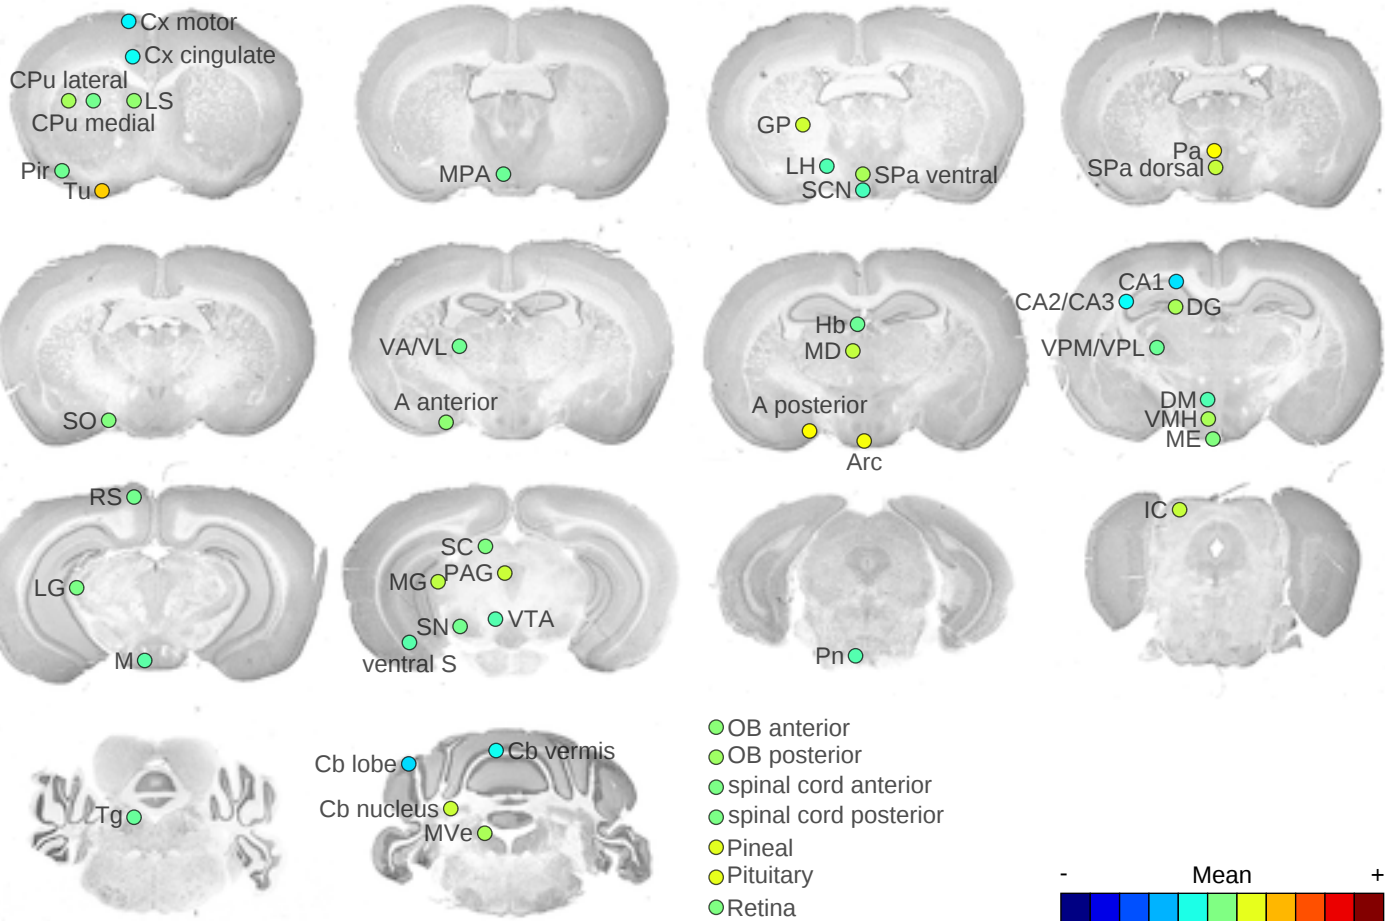 Cx motor
Cx cingulate
CPu lateral
LS
CPu medial
Pir
Tu
MPA
GP
LH
SPa ventral
SCN
Pa
SPa dorsal
SO
VA/VL
A anterior
Hb
MD
A posterior
Arc
CA1
CA2/CA3
DG
VPM/VPL
DM
VMH
ME
RS
LG
M
SC
MG
PAG
SN
VTA
ventral S
Pn
IC
Tg
Cb lobe
Cb vermis
Cb nucleus
MVe
OB anterior
OB posterior
spinal cord anterior
spinal cord posterior
Pineal
Pituitary
Retina
- Mean +